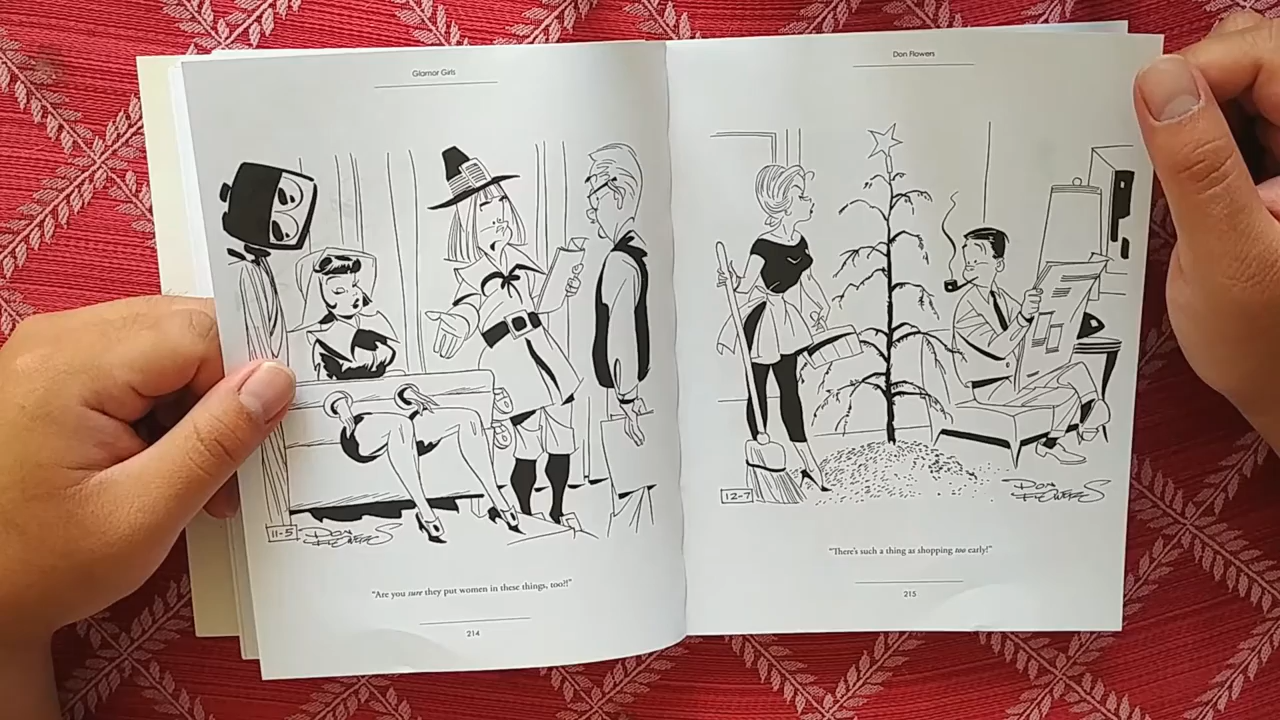 Glamor Girls
11-5
Don Flowers
"Are you sure they put women in these things, too?!"
214
Don Flowers
12-7
Don Flowers
"There's such a thing as shopping too early!"
215